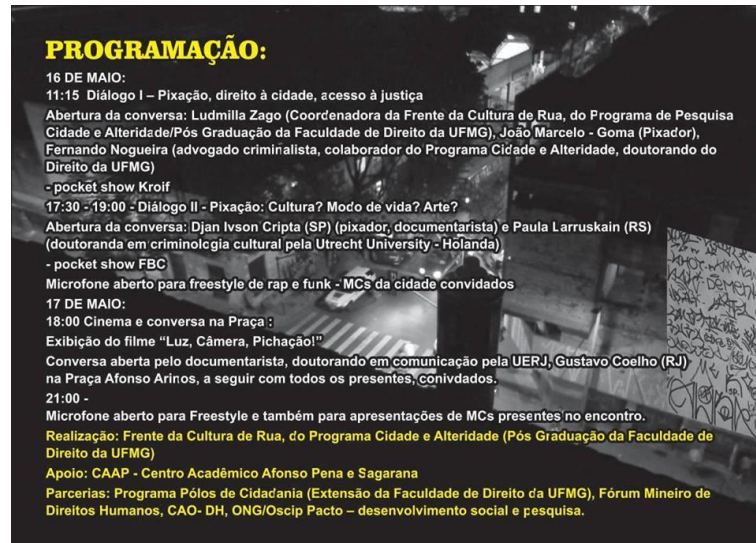 PROGRAMAÇÃO:
16 DE MAIO:
11:15 Diálogo I – Pixação, direito à cidade, acesso à justiça
Abertura da conversa: Ludmilla Zago (Coordenadora da Frente da Cultura de Rua, do Programa de Pesquisa
Cidade e Alteridade/Pós Graduação da Faculdade de Direito da UFMG), João Marcelo - Goma (Pixador),
Fernando Nogueira (advogado criminalista, colaborador do Programa Cidade e Alteridade, doutorando do
Direito da UFMG)
- pocket show Kroif
17:30 - 19:00 - Diálogo II - Pixação: Cultura? Modo de vida? Arte?
Abertura da conversa: Djan Ivson Cripta (SP) (pixador, documentarista) e Paula Larruskain (RS)
(doutoranda em criminologia cultural pela Utrecht University - Holanda)
- pocket show FBC
Microfone aberto para freestyle de rap e funk - MCs da cidade convidados
17 DE MAIO:
18:00 Cinema e conversa na Praça :
Exibição do filme “Luz, Câmera, Pichação!”
Conversa aberta pelo documentarista, doutorando em comunicação pela UERJ, Gustavo Coelho (RJ)
na Praça Afonso Arinos, a seguir com todos os presentes, conivdados.
21:00 -
Microfone aberto para Freestyle e também para apresentações de MCs presentes no encontro.
Realização: Frente da Cultura de Rua, do Programa Cidade e Alteridade (Pós Graduação da Faculdade de
Direito da UFMG)
Apoio: CAAP - Centro Acadêmico Afonso Pena e Sagarana
Parcerias: Programa Pólos de Cidadania (Extensão da Faculdade de Direito da UFMG), Fórum Mineiro de
Direitos Humanos, CAO- DH, ONG/Oscip Pacto – desenvolvimento social e pesquisa.